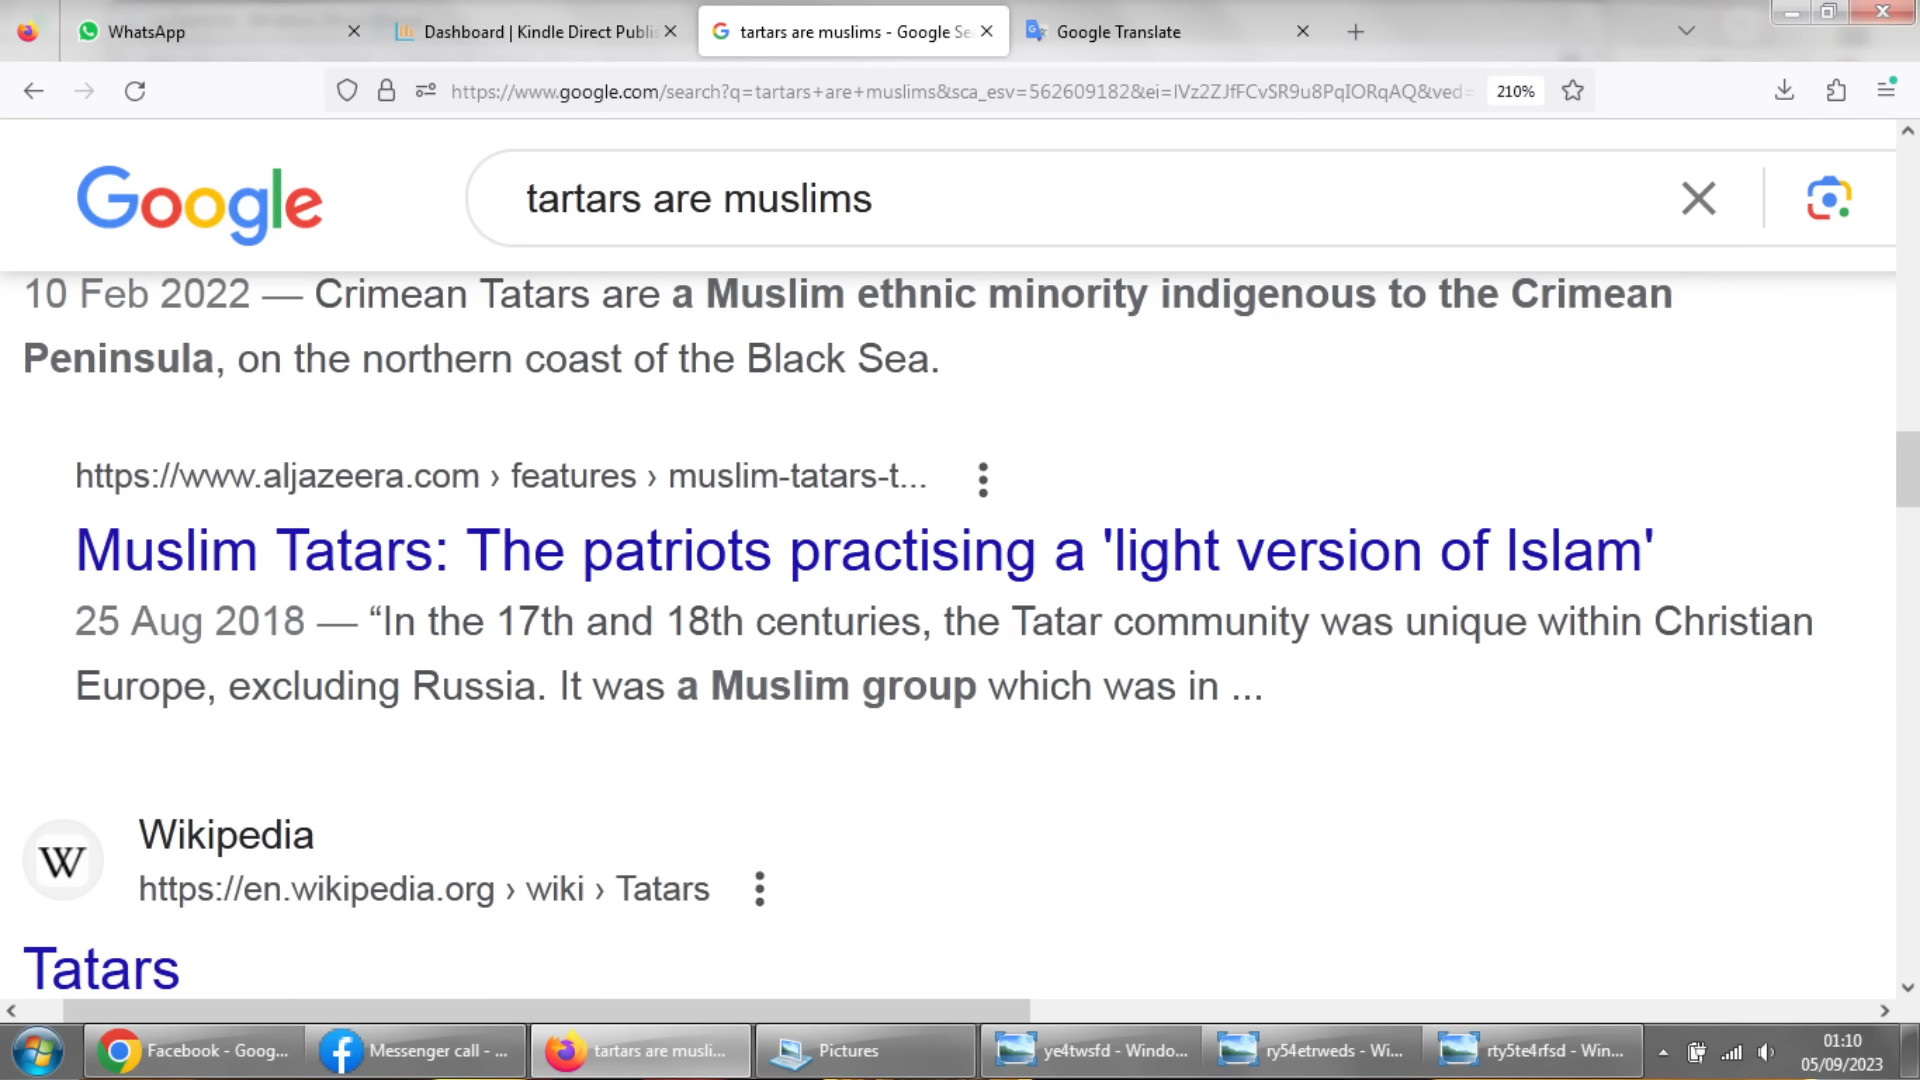 WhatsApp
Dashboard | Kindle Direct Publis
tartars are muslims - Google Se
Google Translate
https://www.google.com/search?q=tartars+are+muslims&sca_esv=562609182&ei=lVz2ZJfFCvSR9u8PqIORqAQ&ved=
210%
Google
tartars are muslims
10 Feb 2022 — Crimean Tatars are a Muslim ethnic minority indigenous to the Crimean
Peninsula, on the northern coast of the Black Sea.
https://www.aljazeera.com › features › muslim-tatars-t...
Muslim Tatars: The patriots practising a 'light version of Islam'
25 Aug 2018 — “In the 17th and 18th centuries, the Tatar community was unique within Christian
Europe, excluding Russia. It was a Muslim group which was in ...
W
Wikipedia
https://en.wikipedia.org › wiki › Tatars
Tatars
Facebook - Goog...
Messenger call - ...
tartars are musli...
Pictures
ye4twsfd - Windo...
ry54etrweds - Wi...
rty5te4rfsd - Win...
01:10
05/09/2023